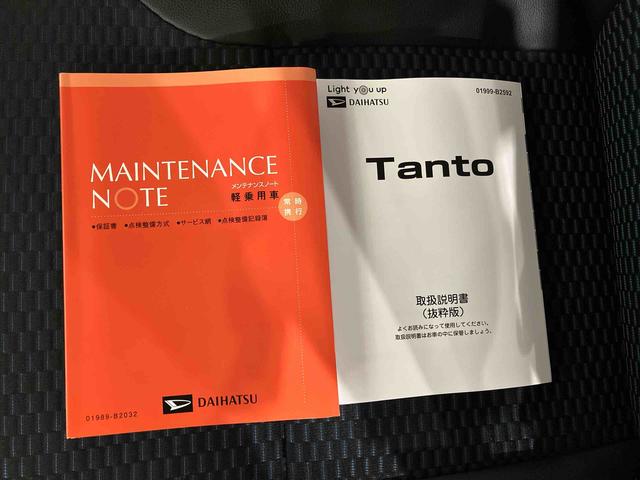 MAINTENANCE
NOTE
メンテナンスノート
軽乗用車
常時
携行
●保証書 ●点検整備方式 ●サービス網 ●点検整備記録簿
DAIHATSU
01989-B2032
Light you up
DAIHATSU
01999-B2592
Tanto
取扱説明書
（抜粋版）
よくお読みになって使用してください。
取扱説明書はお車の中に保管しましょう。